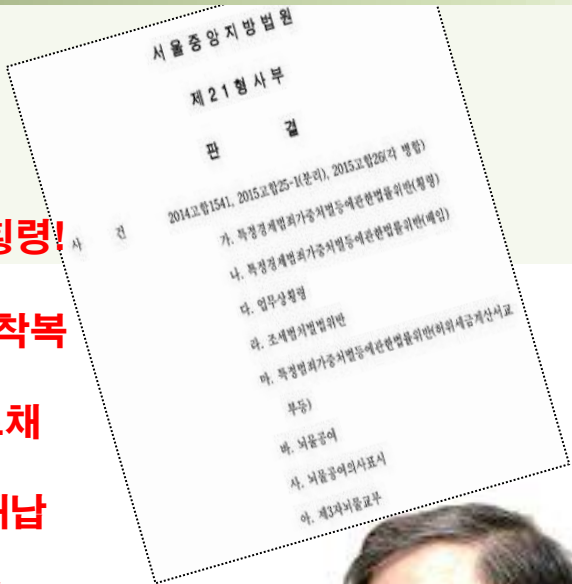 서울중앙지방법원
제21형사부
판 결
사 건 2014고합1541, 2015고합25-1(분리), 2015고합26(각 병합)
가. 특정경제범죄가중처벌등에관한법률위반(횡령)
나. 특정경제범죄가중처벌등에관한법률위반(배임)
다. 업무상횡령
라. 조세범처벌법위반
마. 특정범죄가중처벌등에관한법률위반(허위세금계산서교
부등)
바. 뇌물공여
사. 뇌물공여의사표시
아. 제3자뇌물교부
횡령!
착복
채
납